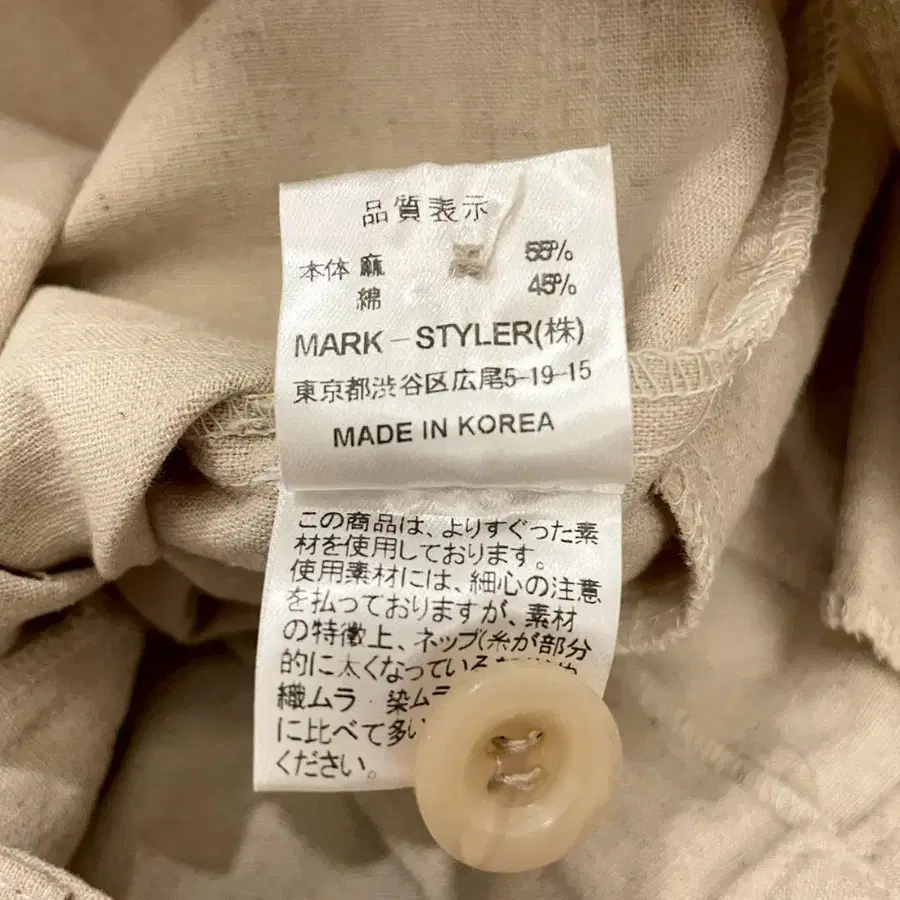 品質表示
本体 麻 55%
綿 45%
MARK-STYLER(株)
東京都渋谷区広尾5-19-15
MADE IN KOREA
この商品は、よりすぐった素
材を使用しております。
使用素材には、細心の注意
を払っておりますが、素材
の特徴上、ネップ(糸が部分
的に太くなっている
織ムラ・染ム
に比べて多い
ください。